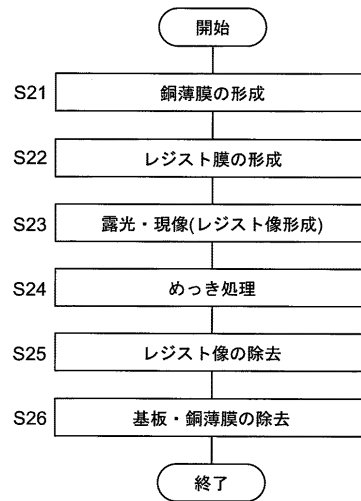 開始
S21 銅薄膜の形成
S22 レジスト膜の形成
S23 露光・現像(レジスト像形成)
S24 めっき処理
S25 レジスト像の除去
S26 基板・銅薄膜の除去
終了